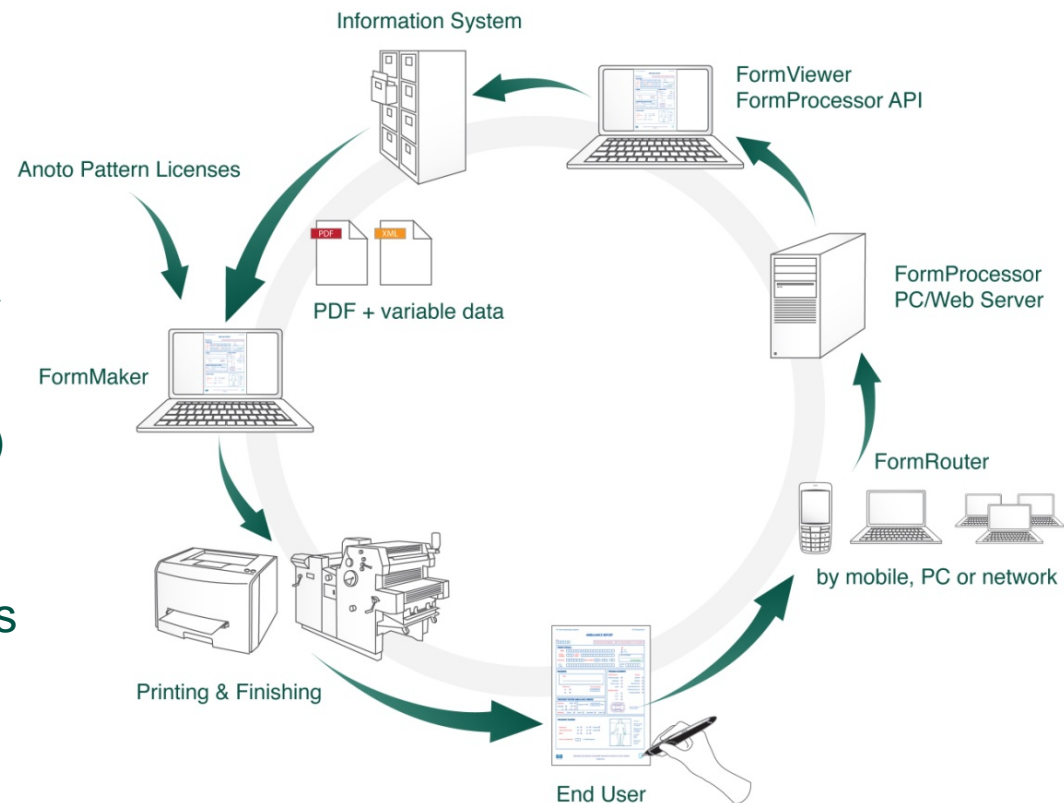 Information System
FormViewer
FormProcessor API
Anoto Pattern Licenses
PDF
XML
PDF + variable data
FormProcessor
PC/Web Server
FormMaker
)
FormRouter
by mobile, PC or network
s
Printing & Finishing
End User